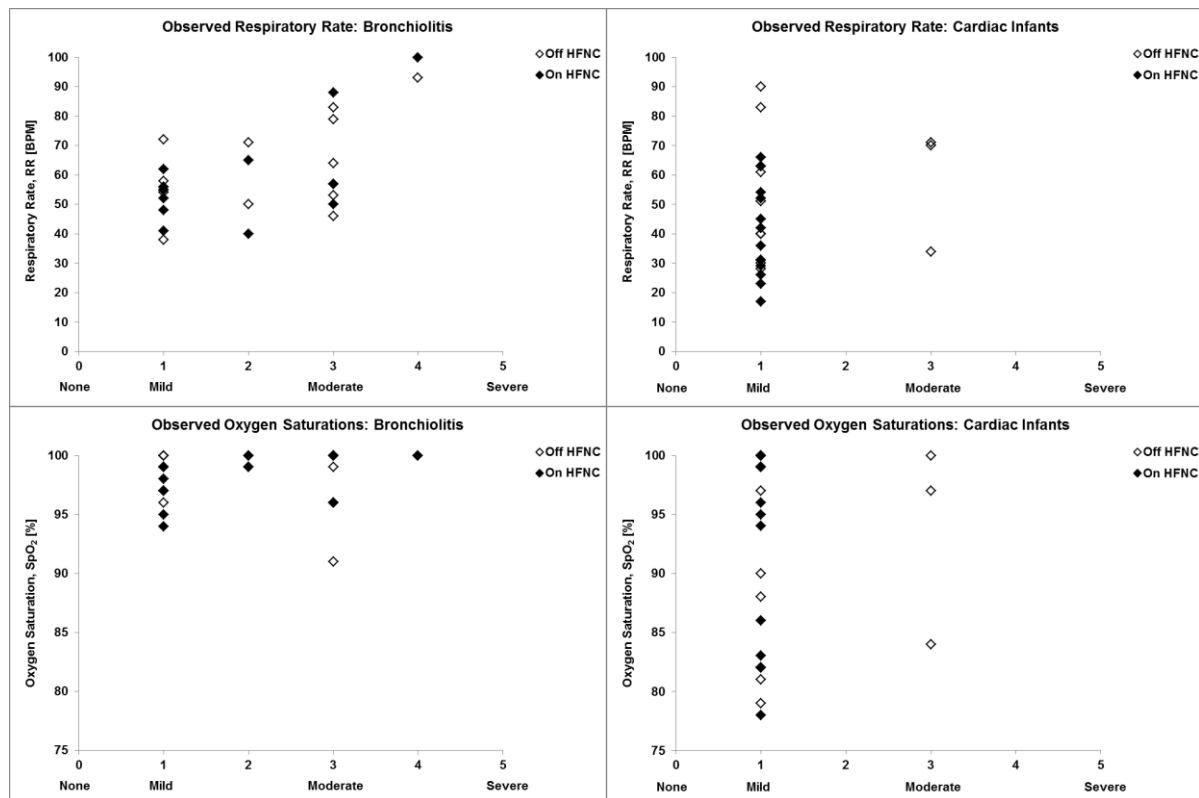 Observed Respiratory Rate: Bronchiolitis
Off HFNC
On HFNC
Respiratory Rate, RR [BPM]
100
90
80
70
60
50
40
30
20
10
0
0 1 2 3 4 5
None Mild Moderate Severe
Observed Respiratory Rate: Cardiac Infants
Off HFNC
On HFNC
Respiratory Rate, RR [BPM]
100
90
80
70
60
50
40
30
20
10
0
0 1 2 3 4 5
None Mild Moderate Severe
Observed Oxygen Saturations: Bronchiolitis
Off HFNC
On HFNC
Oxygen Saturation, SpO₂ [%]
100
95
90
85
80
75
0 1 2 3 4 5
None Mild Moderate Severe
Observed Oxygen Saturations: Cardiac Infants
Off HFNC
On HFNC
Oxygen Saturation, SpO₂ [%]
100
95
90
85
80
75
0 1 2 3 4 5
None Mild Moderate Severe